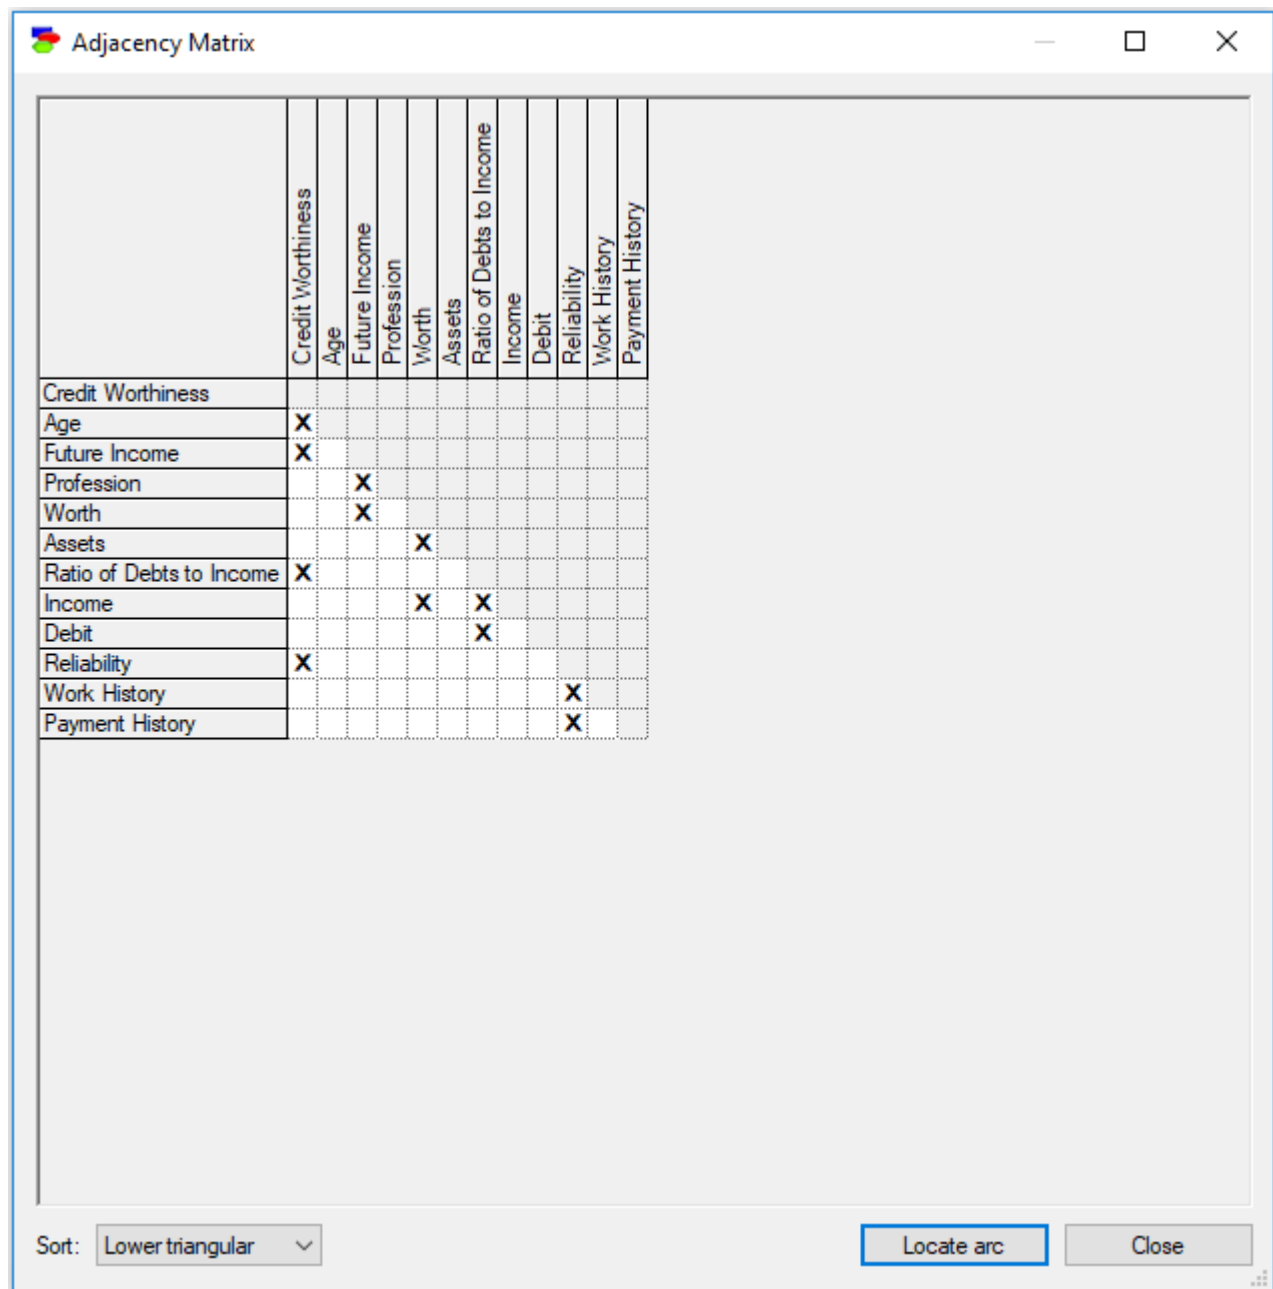 Adjacency Matrix
Credit Worthiness
Age
Future Income
Profession
Worth
Assets
Ratio of Debts to Income
Income
Debit
Reliability
Work History
Payment History
Credit Worthiness
Age X
Future Income X
Profession X
Worth X
Assets X
Ratio of Debts to Income X
Income X X
Debit X
Reliability X
Work History X
Payment History X
Sort: Lower triangular Locate arc Close